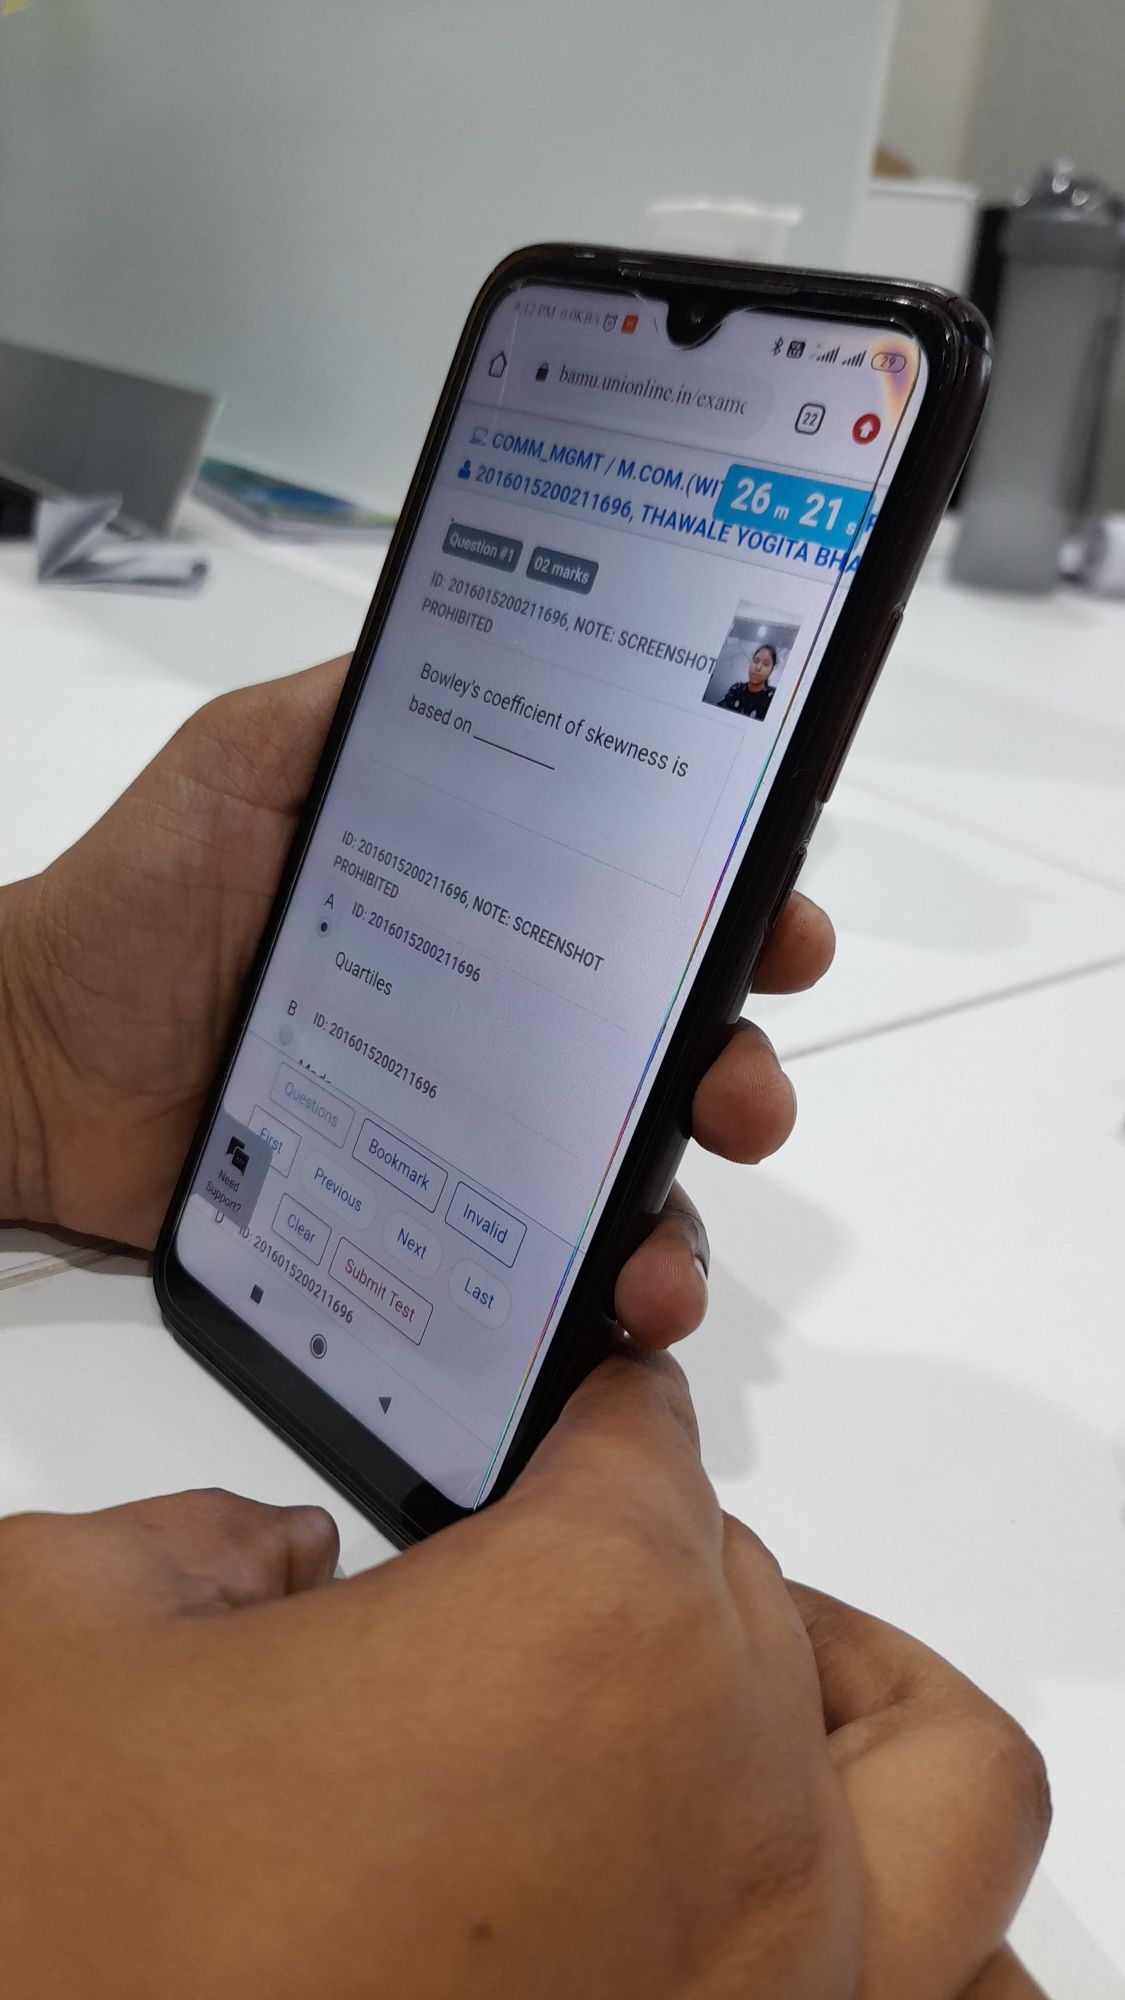 4:12 PM 0.0KB/s
29
bamu.unionline.in/examc
22
COMM_MGMT / M.COM.(WIT
2016015200211696, THAWALE YOGITA BHA
26 m 21 s
Question #1 02 marks
ID: 2016015200211696, NOTE: SCREENSHOT
PROHIBITED
Bowley's coefficient of skewness is
based on ________
ID: 2016015200211696, NOTE: SCREENSHOT
PROHIBITED
A ID: 2016015200211696
Quartiles
B ID: 2016015200211696
Questions Bookmark Invalid
First Previous Next Last
Need
Support?
Clear Submit Test
D ID: 2016015200211696